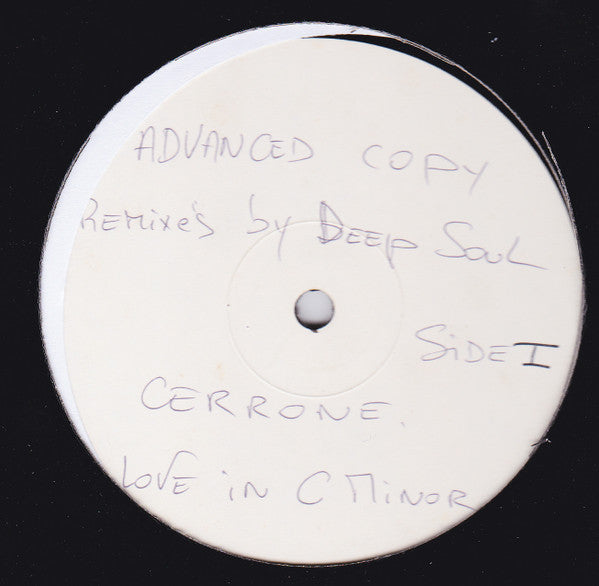 ADVANCED COPY
REMixe's by DEEp SouL
SiDE I
CERRONE.
LOVE iN C MiNOR